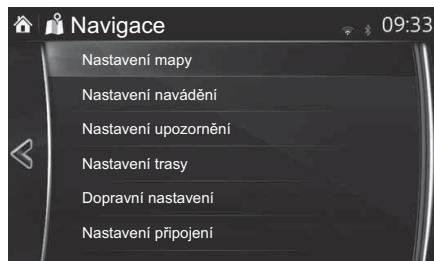 Navigace 09:33
Nastavení mapy
Nastavení navádění
Nastavení upozornění
Nastavení trasy
Dopravní nastavení
Nastavení připojení